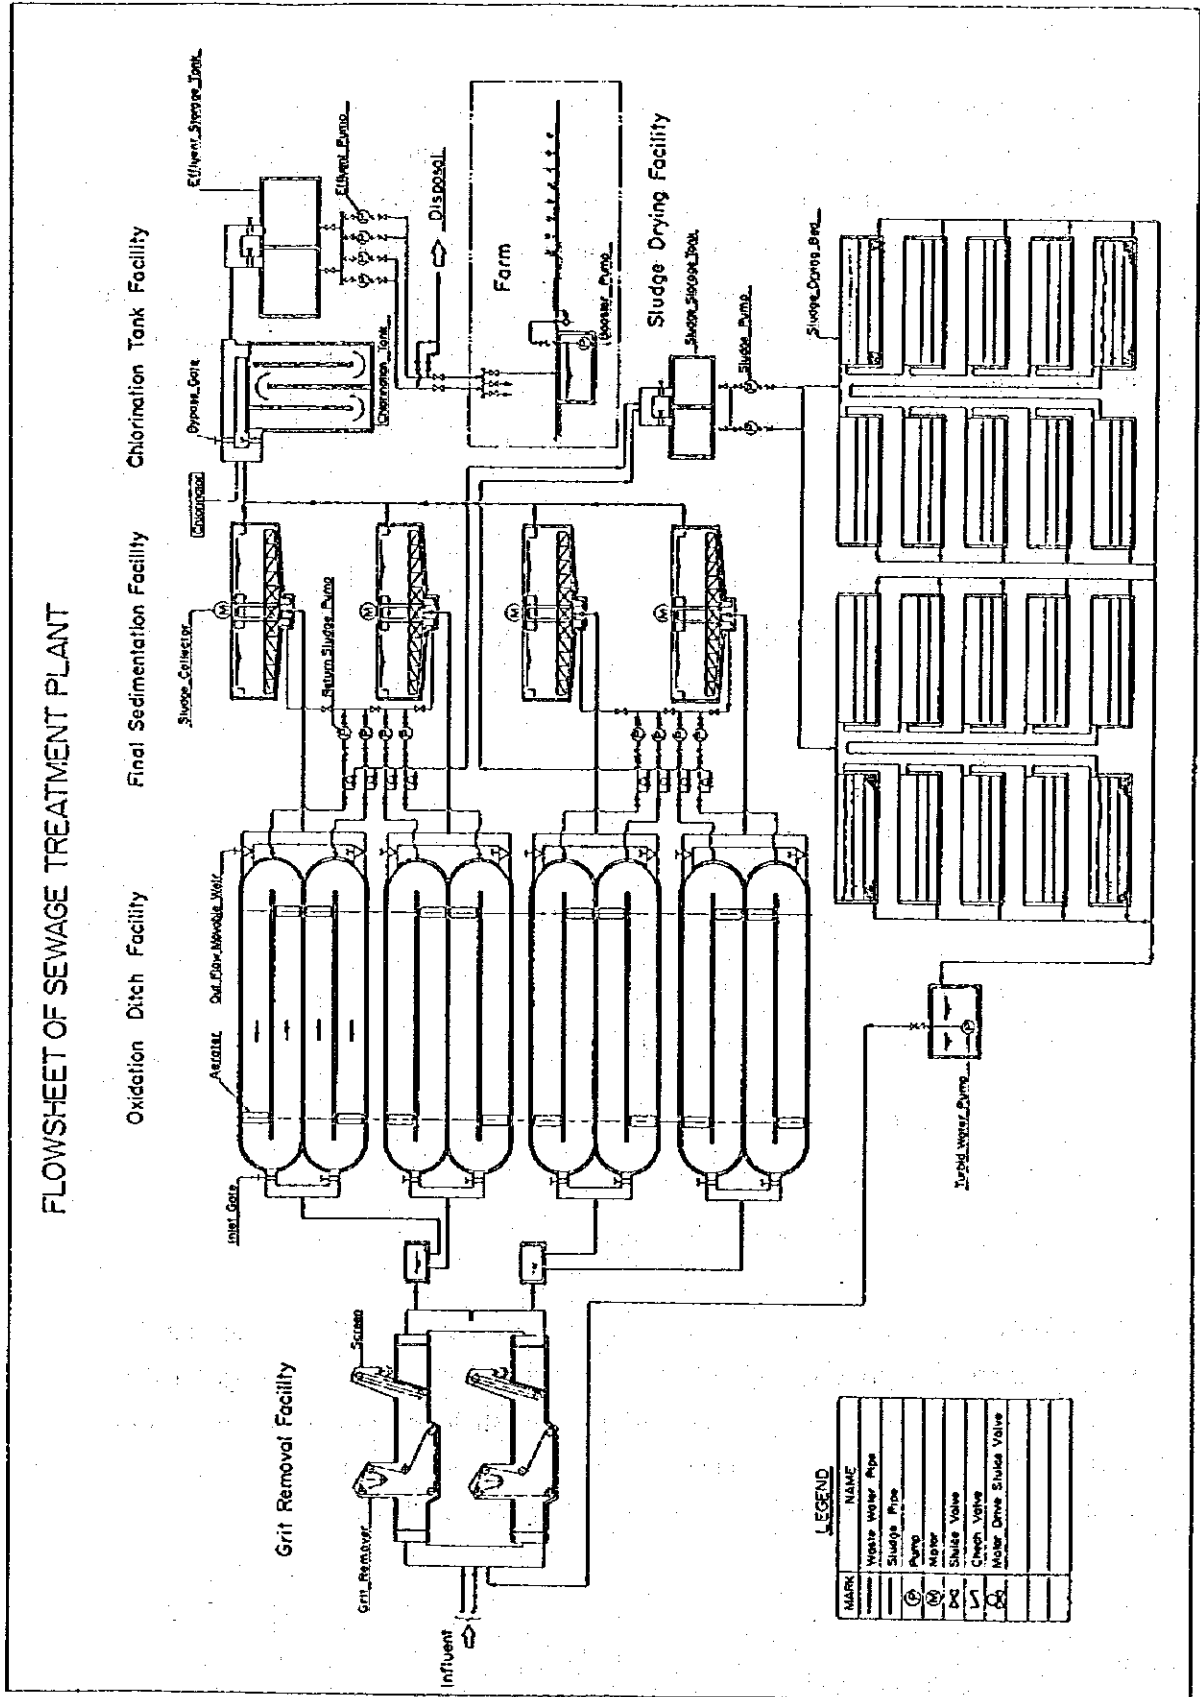 FLOWSHEET OF SEWAGE TREATMENT PLANT
Grit Removal Facility
Oxidation Ditch Facility
Final Sedimentation Facility
Chlorination Tank Facility
Influent
Grit Remover
Screen
Inlet Gate
Aerater
Out Flow Movable Weir
Sludge Collector
Return Sludge Pump
Chlorinator
Bypass Gate
Chlorination Tank
Effluent Storage Tank
Effluent Pump
Disposal
Farm
Booster Pump
Sludge Drying Facility
Sludge Storage Tank
Sludge Pump
Sludge Drying Bed
Turbid Water Pump
LEGEND
MARK NAME
Waste Water Pipe
Sludge Pipe
P Pump
M Motor
Sluice Valve
Chech Valve
Motor Drive Sluice Valve